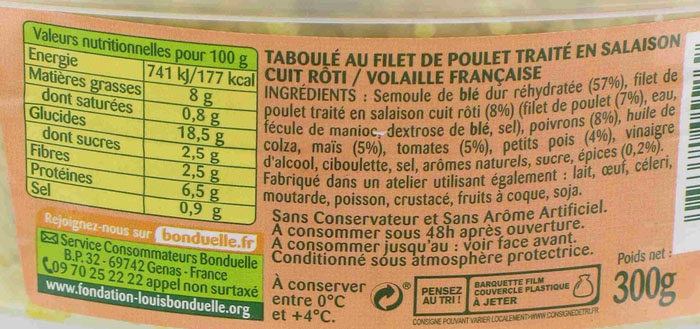 Valeurs nutritionnelles pour 100 g
Energie 741 kJ/177 kcal
Matières grasses 8 g
dont saturées 0,8 g
Glucides 18,5 g
dont sucres 2,5 g
Fibres 2,5 g
Protéines 6,5 g
Sel 0,9 g
Rejoignez-nous sur bonduelle.fr
Service Consommateurs Bonduelle
B.P. 32 - 69742 Genas - France
09 70 25 22 22 appel non surtaxé
www.fondation-louisbonduelle.org
TABOULÉ AU FILET DE POULET TRAITÉ EN SALAISON
CUIT RÔTI / VOLAILLE FRANÇAISE
INGRÉDIENTS : Semoule de blé dur réhydratée (57%), filet de
poulet traité en salaison cuit rôti (8%) (filet de poulet (7%), eau,
fécule de manioc, dextrose de blé, sel), poivrons (8%), huile de
colza, maïs (5%), tomates (5%), petits pois (4%), vinaigre
d'alcool, ciboulette, sel, arômes naturels, sucre, épices (0,2%).
Fabriqué dans un atelier utilisant également : lait, œuf, céleri,
moutarde, poisson, crustacé, fruits à coque, soja.
Sans Conservateur et Sans Arôme Artificiel.
A consommer sous 48h après ouverture.
À consommer jusqu'au : voir face avant.
Conditionné sous atmosphère protectrice.
À conserver
entre 0°C
et +4°C.
PENSEZ
AU TRI !
BARQUETTE FILM
COUVERCLE PLASTIQUE
À JETER
CONSIGNE POUVANT VARIER LOCALEMENT>WWW.CONSIGNEDETRI.FR
Poids net :
300g